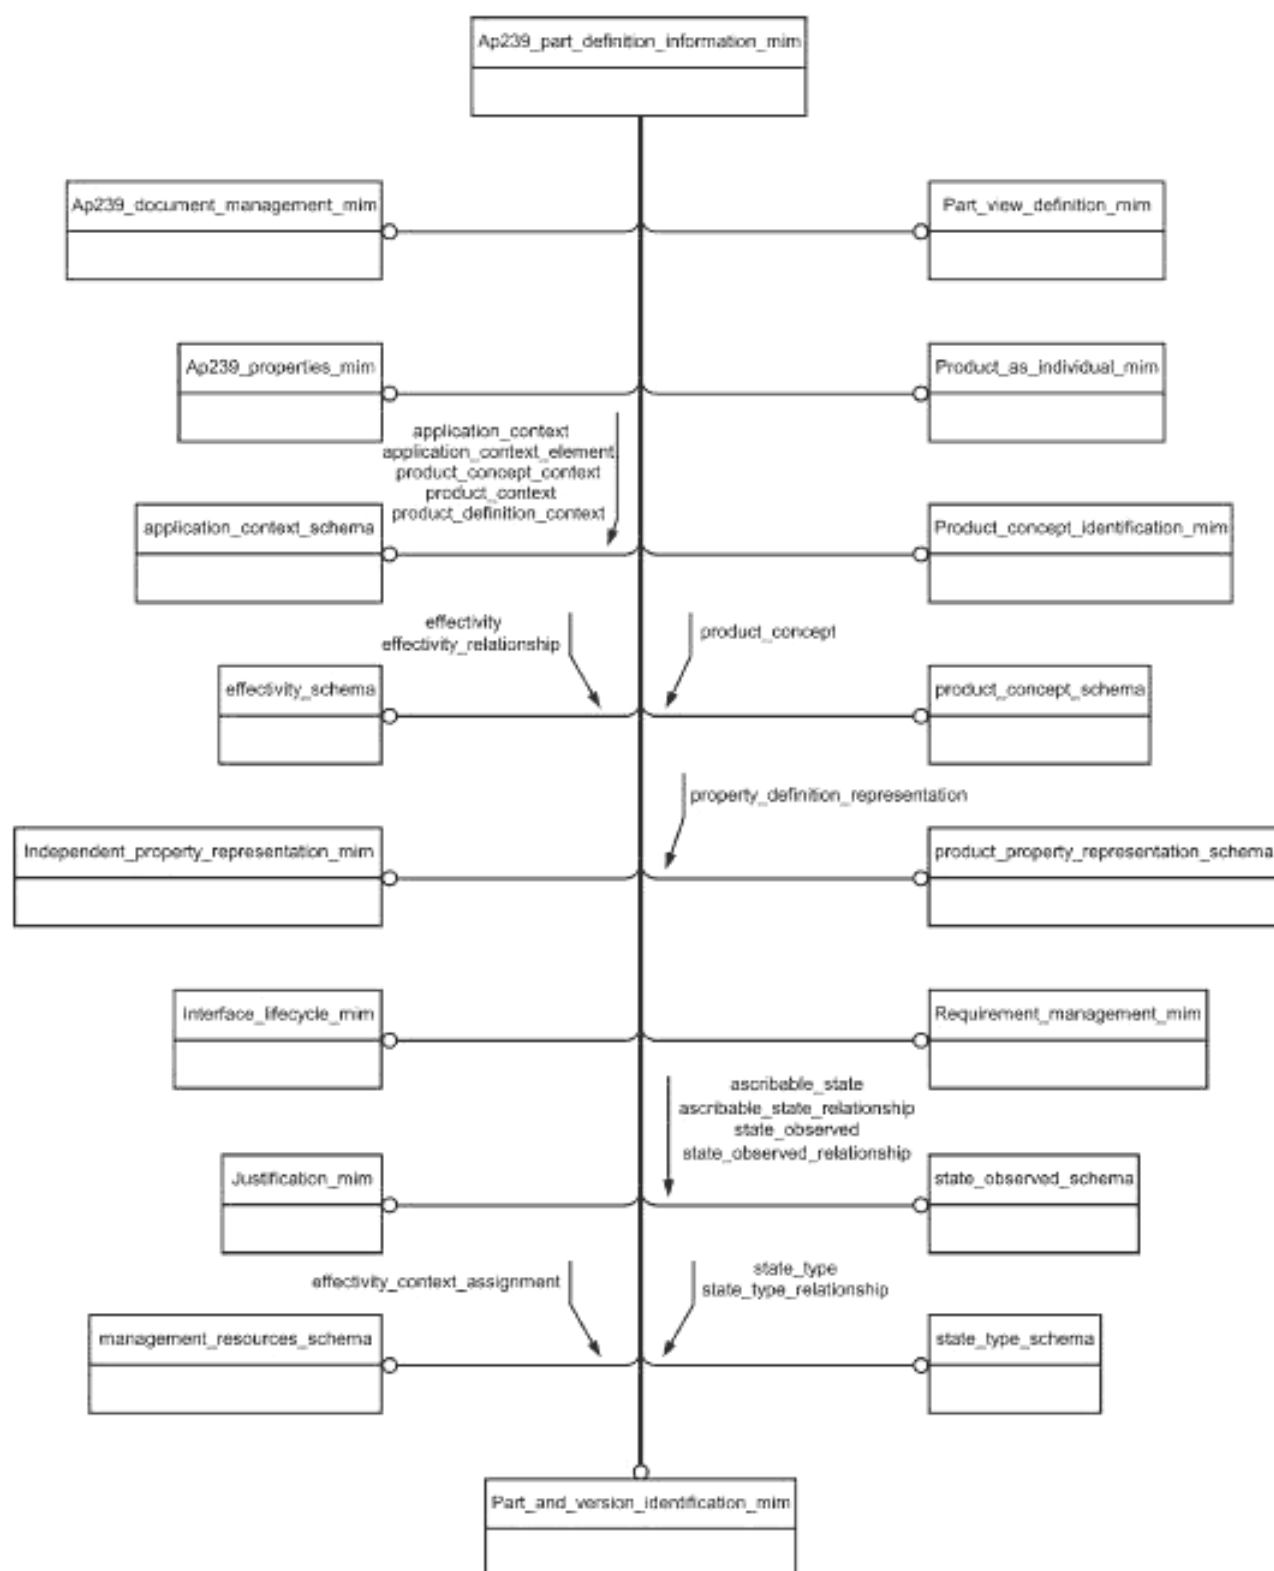 Ap239_part_definition_information_mim
Ap239_document_management_mim
Part_view_definition_mim
Ap239_properties_mim
Product_as_individual_mim
application_context
application_context_element
product_concept_context
product_context
product_definition_context
application_context_schema
Product_concept_identification_mim
effectivity
effectivity_relationship
product_concept
effectivity_schema
product_concept_schema
property_definition_representation
Independent_property_representation_mim
product_property_representation_schema
Interface_lifecycle_mim
Requirement_management_mim
ascribable_state
ascribable_state_relationship
state_observed
state_observed_relationship
Justification_mim
state_observed_schema
effectivity_context_assignment
state_type
state_type_relationship
management_resources_schema
state_type_schema
Part_and_version_identification_mim